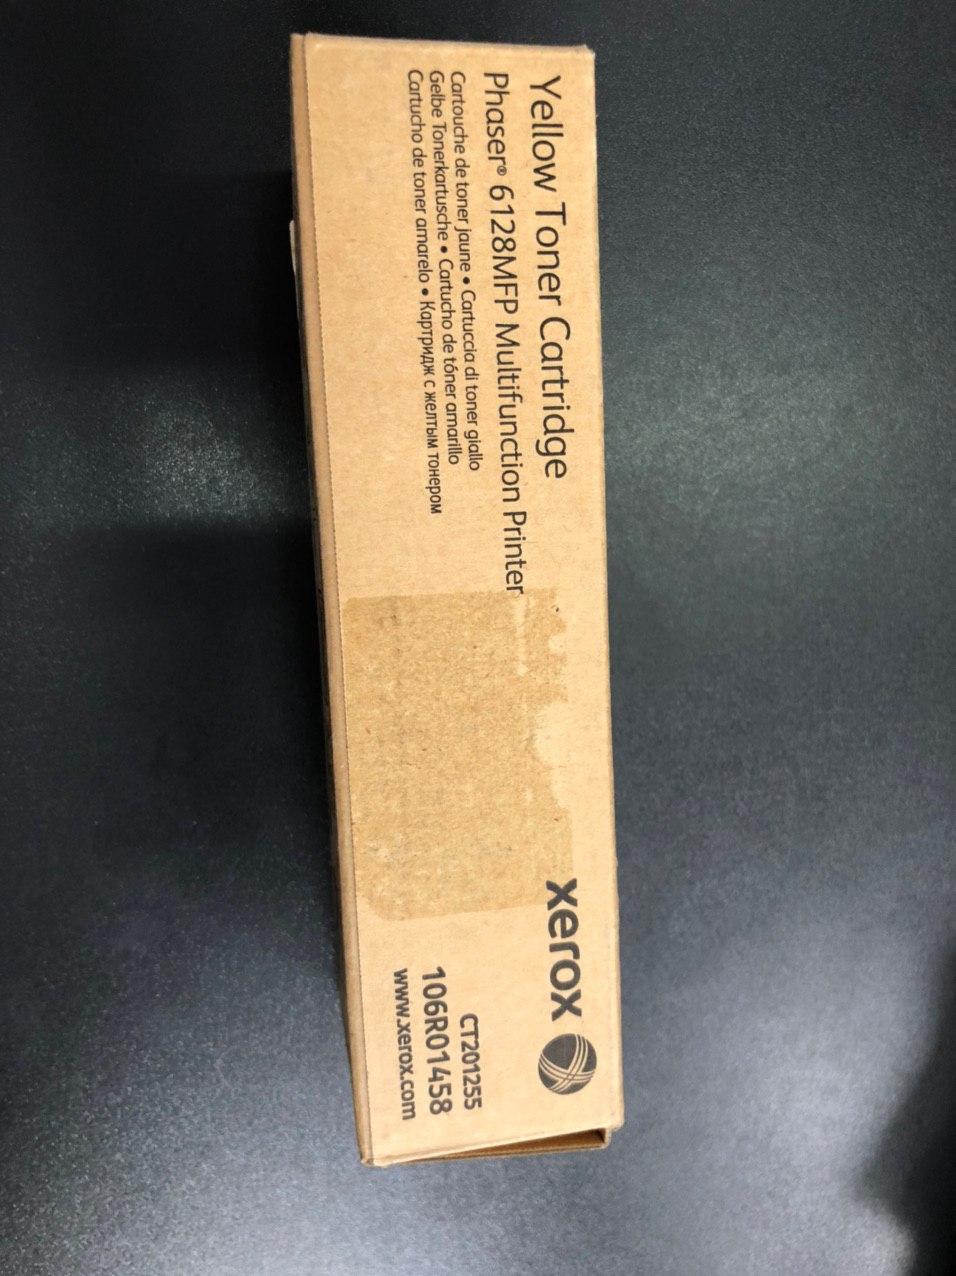 Yellow Toner Cartridge
Phaser® 6128MFP Multifunction Printer
Cartouche de toner jaune • Cartuccia di toner giallo
Gelbe Tonerkartusche • Cartucho de tóner amarillo
Cartucho de toner amarelo • Картридж с желтым тонером
xerox
CT201255
106R01458
www.xerox.com